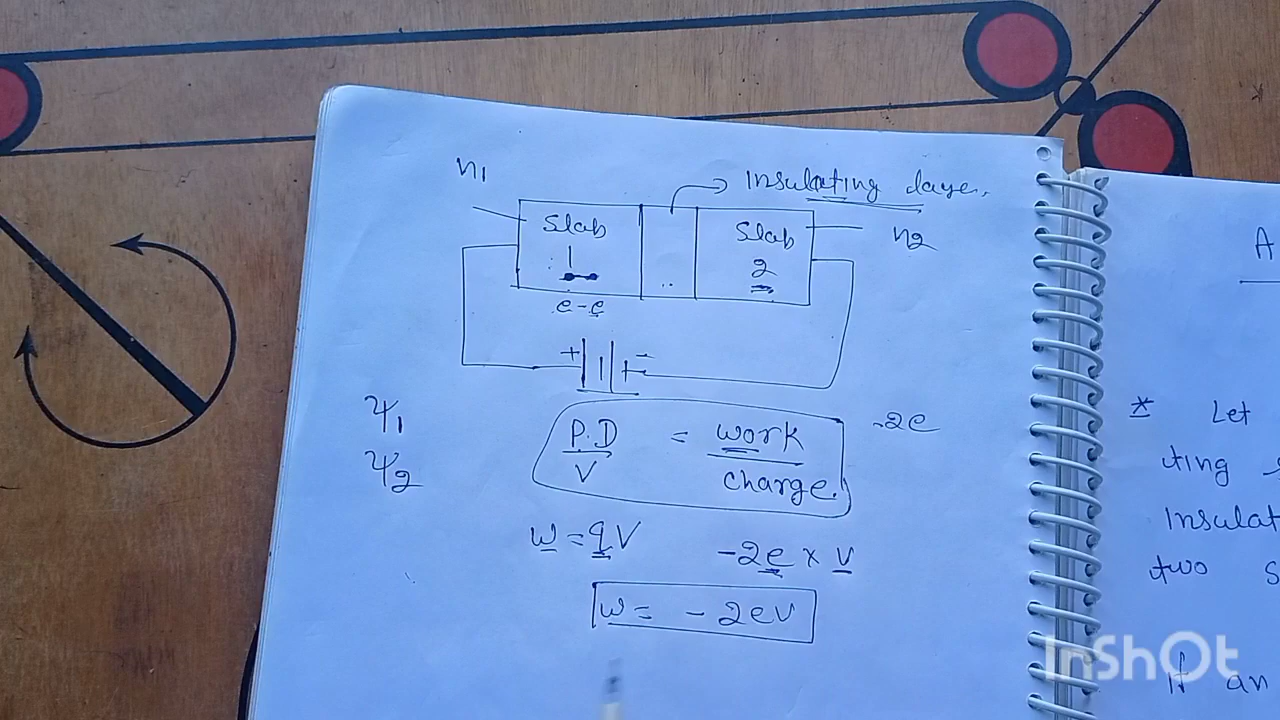 n1
Insulating laye.
Slab
1
Slab
2
n2
e-e
+ -
ψ1
ψ2
P.D = work
V charge.
-2e
w = qV
-2e × v
w = - 2ev
A
* Let
ting
Insulat
two s
If an
InShOt